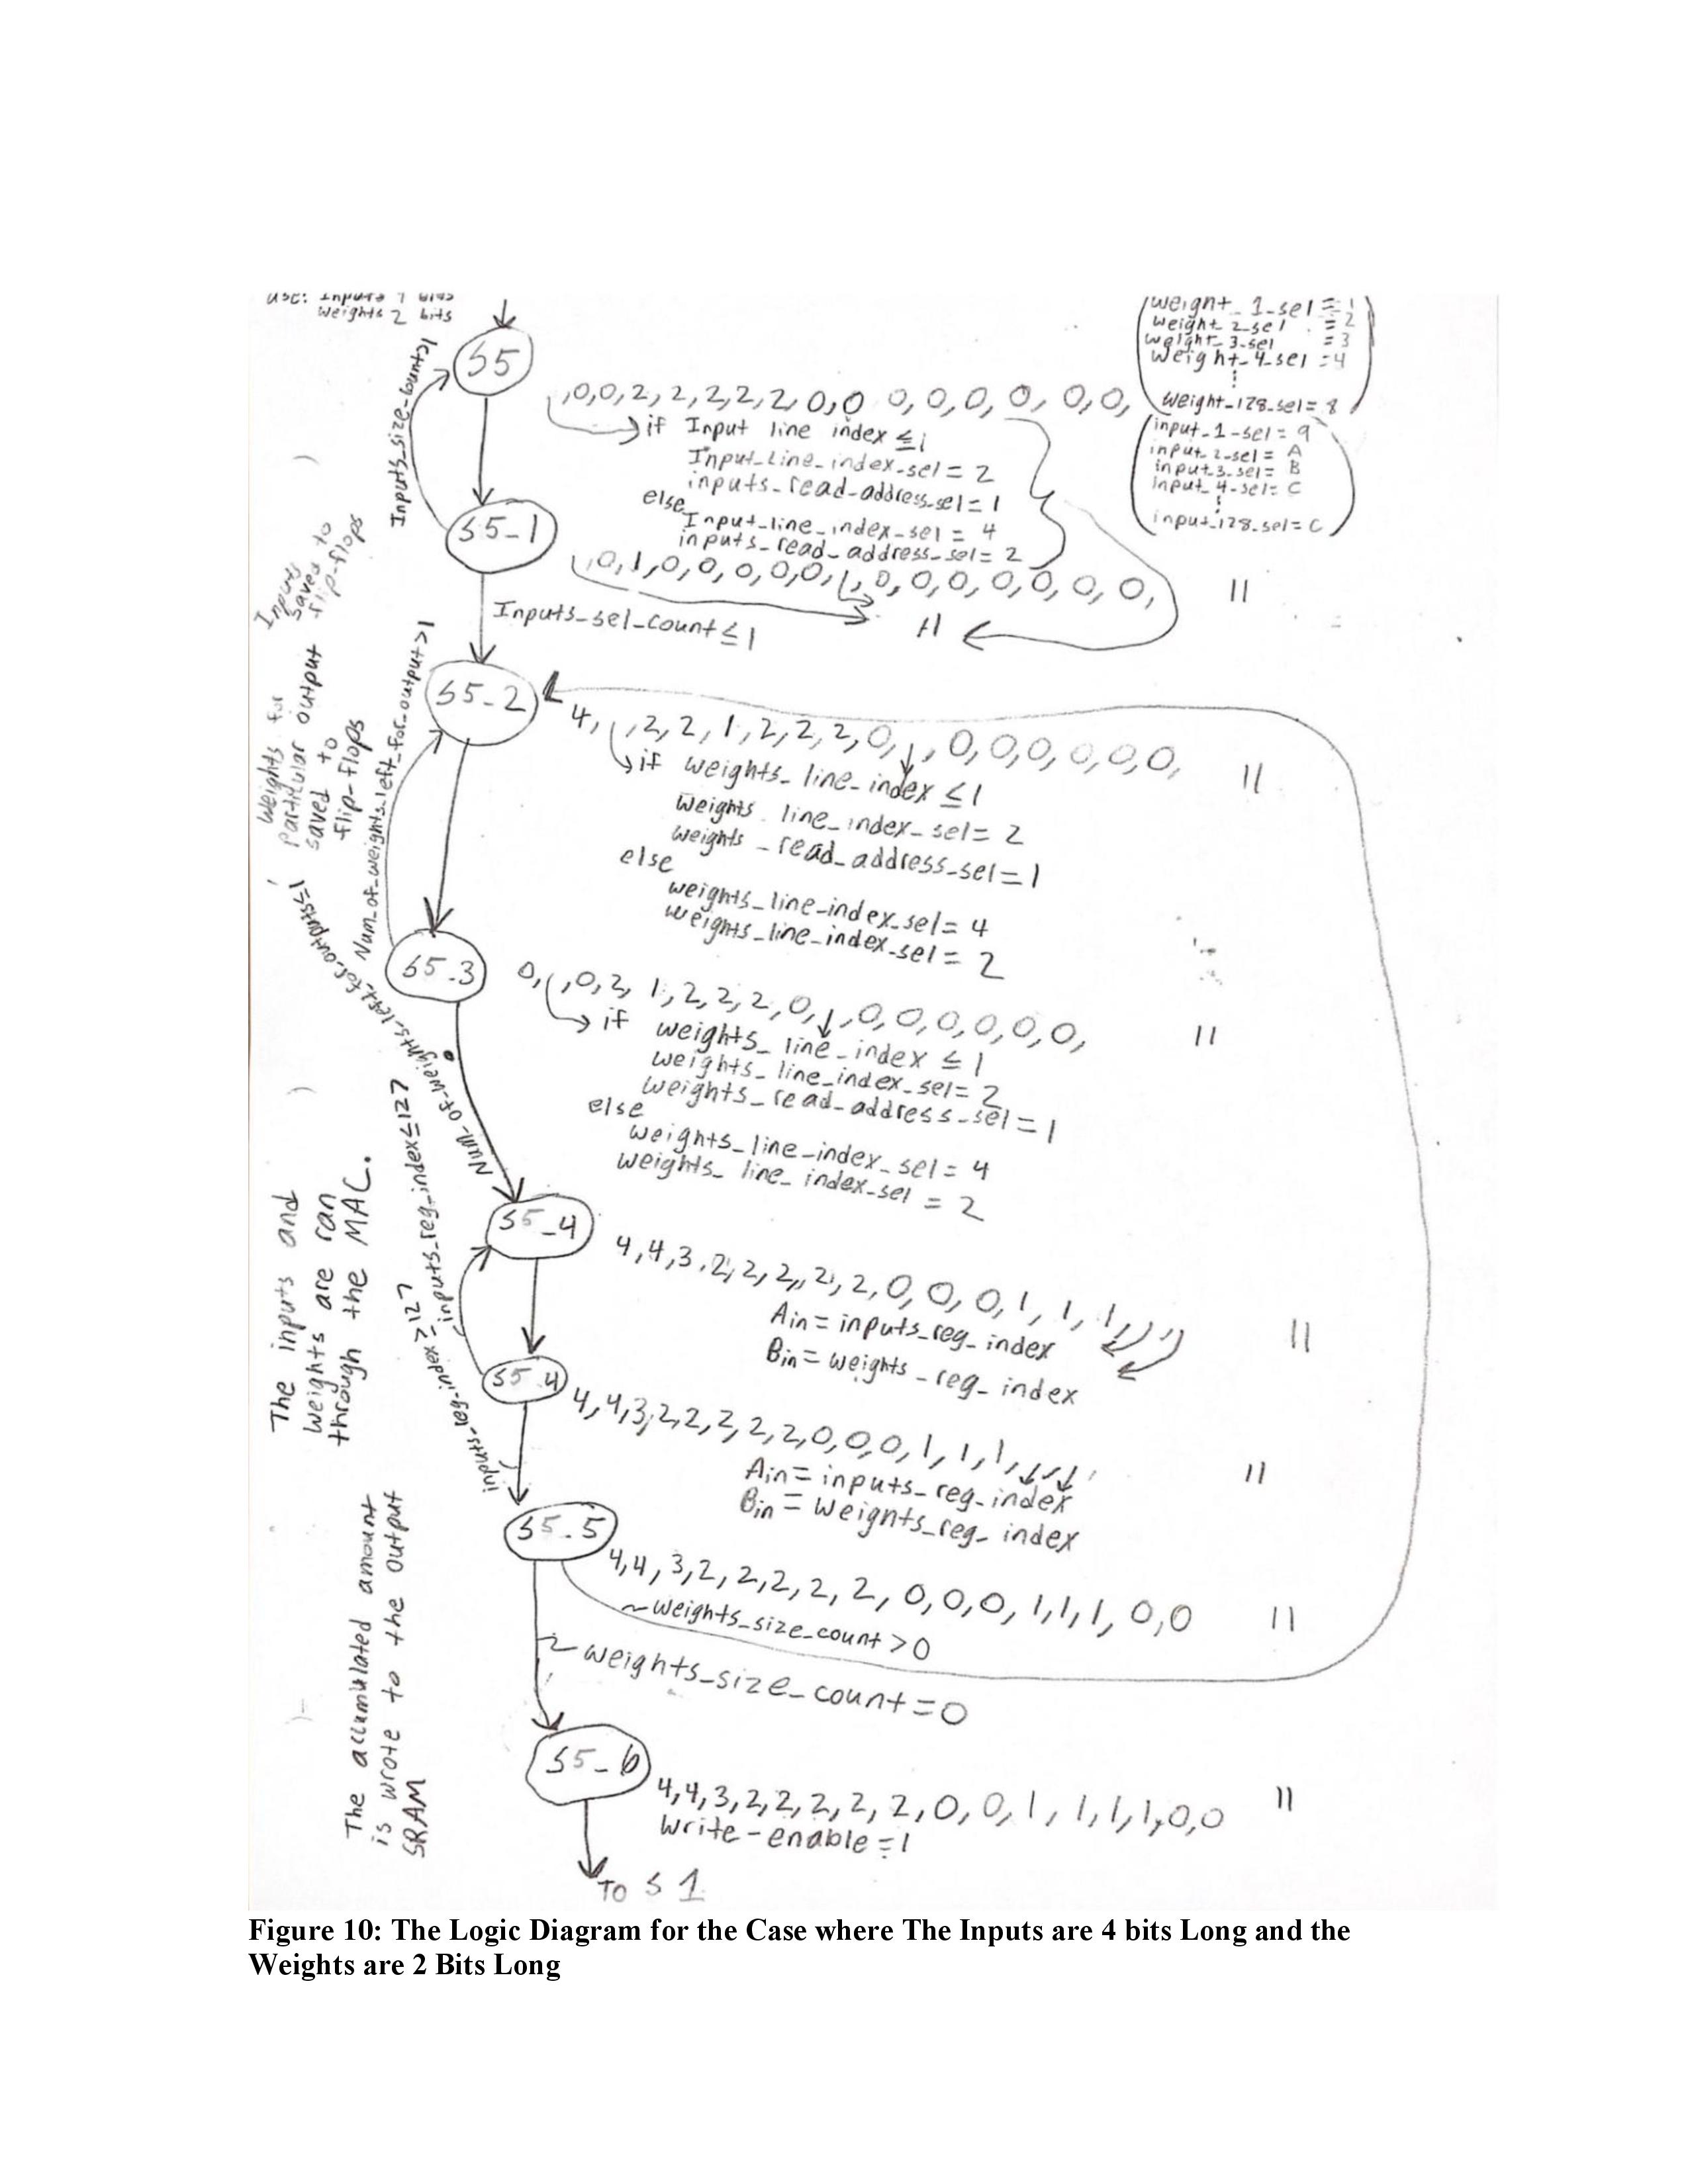 weights 2 bits
S5
Inputs_size_count>1
,0,0,2,2,2,2,2,0,0 0,0,0,0,0,0,
weight_1_sel = 1
weight_2_sel = 2
weight_3_sel = 3
weight_4_sel = 4
⋮
weight_128_sel = 8
input_1_sel = 9
input_2_sel = A
input_3_sel = B
input_4_sel = C
⋮
input_128_sel = C
if Input line index ≤ 1
Input_line_index_sel = 2
inputs_read_address_sel = 1
else
Input_line_index_sel = 4
inputs_read_address_sel = 2
S5_1
,0,1,0,0,0,0,0, ,0,0,0,0,0,0,0, 11
Inputs_sel_count ≤ 1
Inputs
saves to
flip-flops
S5_2
4, ,2,2,1,2,2,2,0, ,0,0,0,0,0,0, 11
if weights_line_index ≤ 1
weights line_index_sel = 2
weights_read_address_sel = 1
else
weights_line_index_sel = 4
weights_line_index_sel = 2
weights for
particular output
saved to
flip-flops
Num_of_weights_left_for_output>1
S5_3
0, ,0,2,1,2,2,2,0, ,0,0,0,0,0,0, 11
if weights_line_index ≤ 1
weights_line_index_sel = 2
weights_read_address_sel = 1
else
weights_line_index_sel = 4
weights_line_index_sel = 2
Num_of_weights_left_for_output≤1
S5_4
4,4,3,2,2,2,2,2,0,0,0,1,1,1,,, 11
Ain = inputs_reg_index
Bin = weights_reg_index
inputs_reg_index≤127
The inputs and
weights are ran
through the MAC.
S5_4
4,4,3,2,2,2,2,2,0,0,0,1,1,1,,, 11
Ain = inputs_reg_index
Bin = weights_reg_index
inputs_reg_index>127
S5_5
4,4,3,2,2,2,2,2,0,0,0,1,1,1,0,0 11
~weights_size_count > 0
~weights_size_count = 0
The accumulated amount
is wrote to the output
SRAM
S5_6
4,4,3,2,2,2,2,2,0,0,1,1,1,1,0,0 11
write-enable = 1
To S1
Figure 10: The Logic Diagram for the Case where The Inputs are 4 bits Long and the
Weights are 2 Bits Long